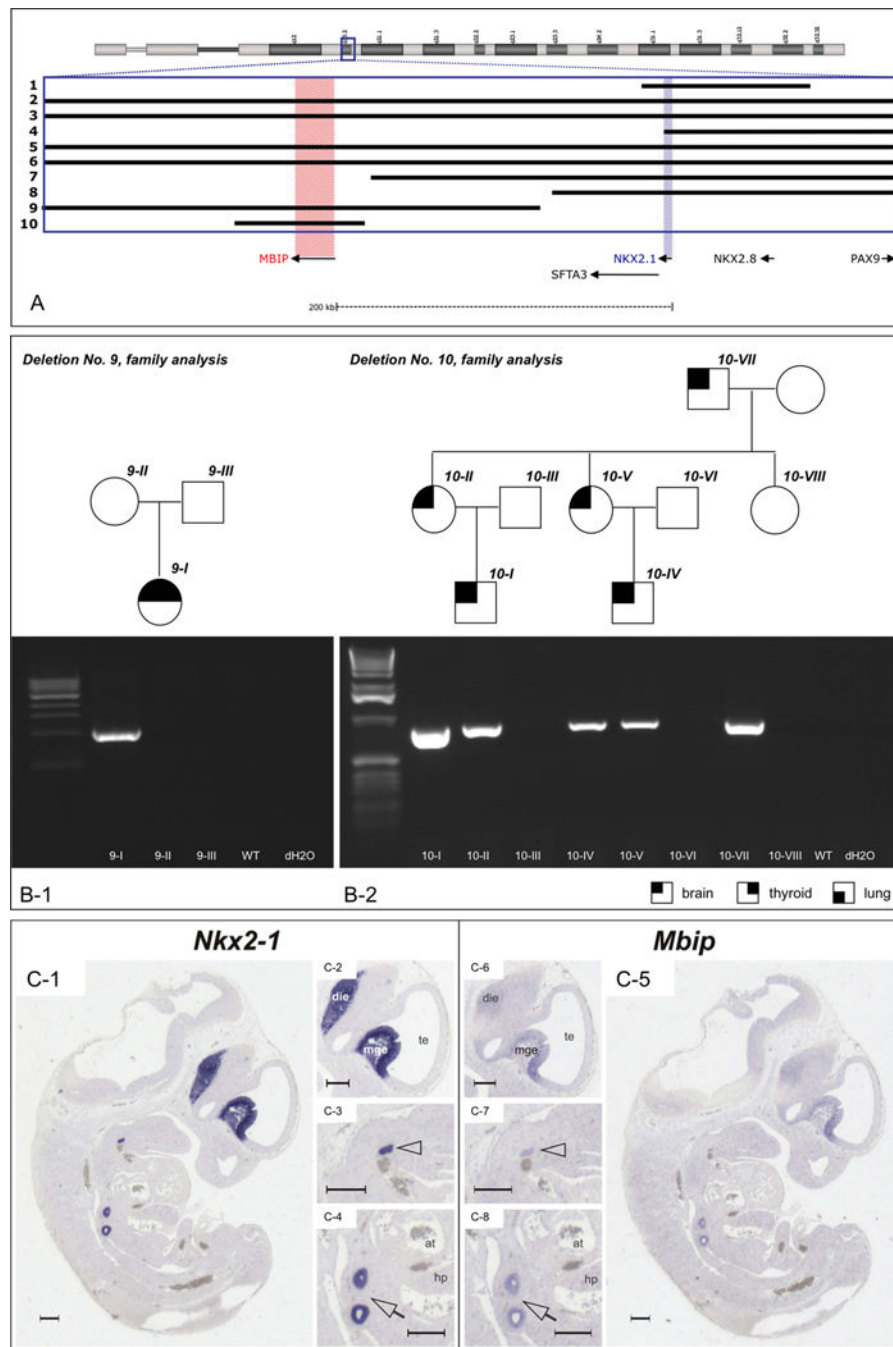 1
2
3
4
5
6
7
8
9
10
MBIP
NKX2.1
NKX2.8
PAX9
SFTA3
A
200 kb
Deletion No. 9, family analysis
Deletion No. 10, family analysis
10-VII
9-II
9-III
10-II
10-III
10-V
10-VI
10-VIII
9-I
10-I
10-IV
9-I
9-II
9-III
WT
dH2O
10-I
10-II
10-III
10-IV
10-V
10-VI
10-VII
10-VIII
WT
dH2O
B-1
B-2
brain
thyroid
lung
Nkx2-1
Mbip
C-1
C-2
die
mge
te
C-6
die
mge
te
C-5
C-3
C-7
C-4
at
hp
C-8
at
hp